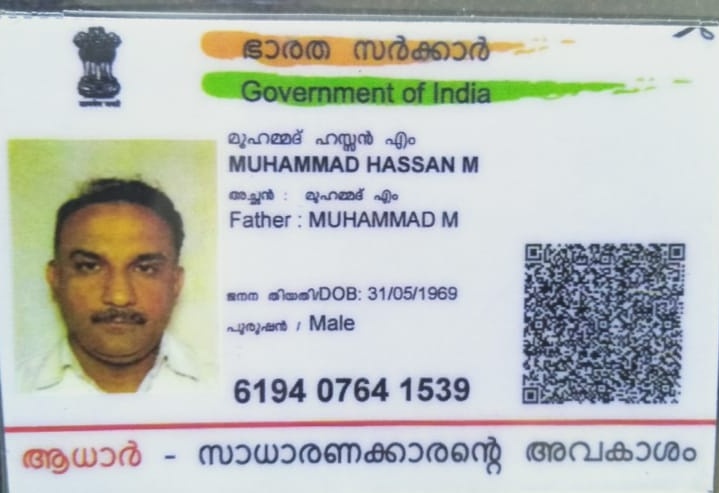 ഭാരത സർക്കാർ
Government of India
മുഹമ്മദ് ഹസ്സൻ എം
MUHAMMAD HASSAN M
അച്ഛൻ : മുഹമ്മദ് എം
Father : MUHAMMAD M
ജനന തിയതി/DOB: 31/05/1969
പുരുഷൻ / Male
6194 0764 1539
ആധാർ - സാധാരണക്കാരന്റെ അവകാശം